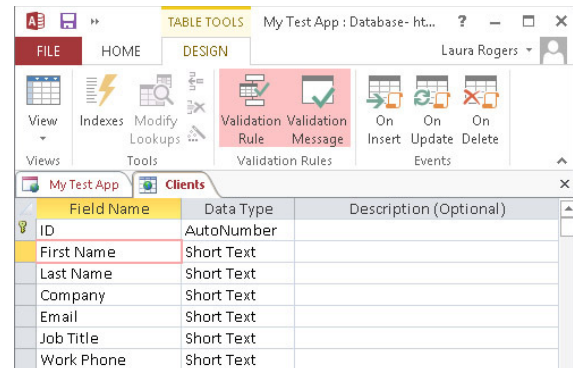 TABLE TOOLS My Test App : Database- ht... ?
FILE HOME DESIGN Laura Rogers
View Indexes Modify Lookups Validation Rule Validation Message On Insert On Update On Delete
Views Tools Validation Rules Events
My Test App Clients
Field Name Data Type Description (Optional)
ID AutoNumber
First Name Short Text
Last Name Short Text
Company Short Text
Email Short Text
Job Title Short Text
Work Phone Short Text